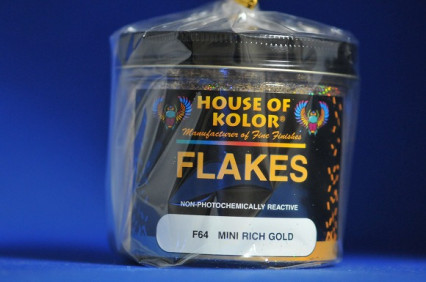 HOUSE OF
KOLOR®
Manufacturer of Fine Finishes
FLAKES
NON-PHOTOCHEMICALLY REACTIVE
F64 MINI RICH GOLD